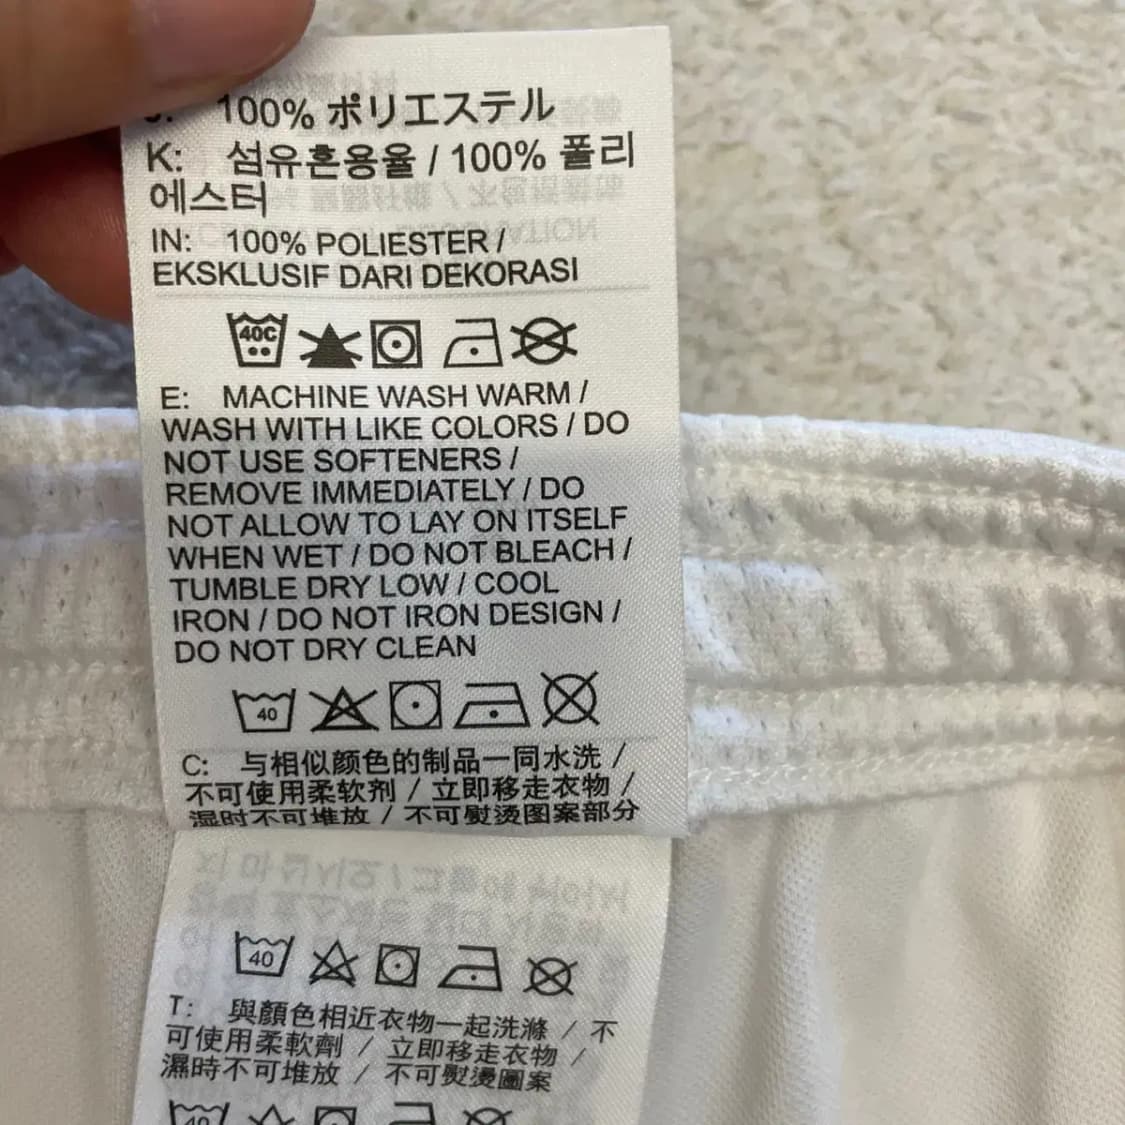 100% ポリエステル
K: 섬유혼용율 / 100% 폴리
에스터
IN: 100% POLIESTER /
EKSKLUSIF DARI DEKORASI
40C
E: MACHINE WASH WARM /
WASH WITH LIKE COLORS / DO
NOT USE SOFTENERS /
REMOVE IMMEDIATELY / DO
NOT ALLOW TO LAY ON ITSELF
WHEN WET / DO NOT BLEACH /
TUMBLE DRY LOW / COOL
IRON / DO NOT IRON DESIGN /
DO NOT DRY CLEAN
40
C: 与相似颜色的制品一同水洗 /
不可使用柔软剂 / 立即移走衣物 /
湿时不可堆放 / 不可熨烫图案部分
40
T: 與顏色相近衣物一起洗滌 / 不
可使用柔軟劑 / 立即移走衣物 /
濕時不可堆放 / 不可熨燙圖案
40